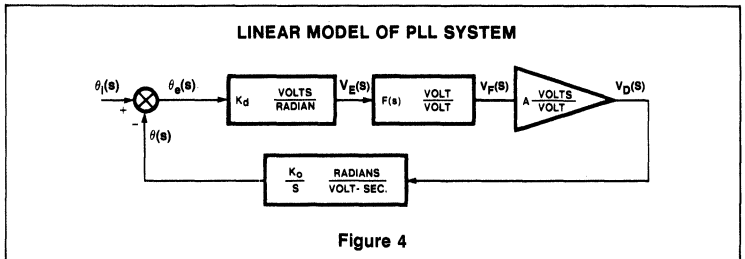 LINEAR MODEL OF PLL SYSTEM
θi(s) + − θe(s) Kd VOLTS/RADIAN VE(S) F(s) VOLT/VOLT VF(S) A VOLTS/VOLT VD(S)
θ(s)
Ko/S RADIANS/VOLT- SEC.
Figure 4